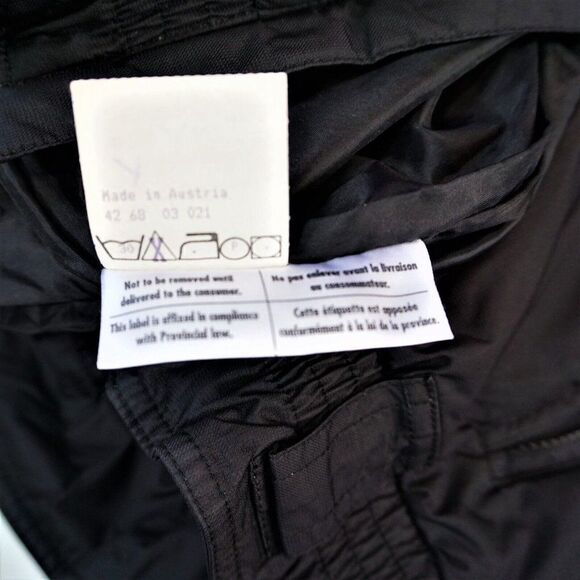 Made in Austria
42 68 03 021
30 P
Not to be removed until
delivered to the consumer.
This label is affixed in compliance
with Provincial law.
Ne pas enlever avant la livraison
au consommateur.
Cette étiquette est apposée
conformément à la loi de la province.